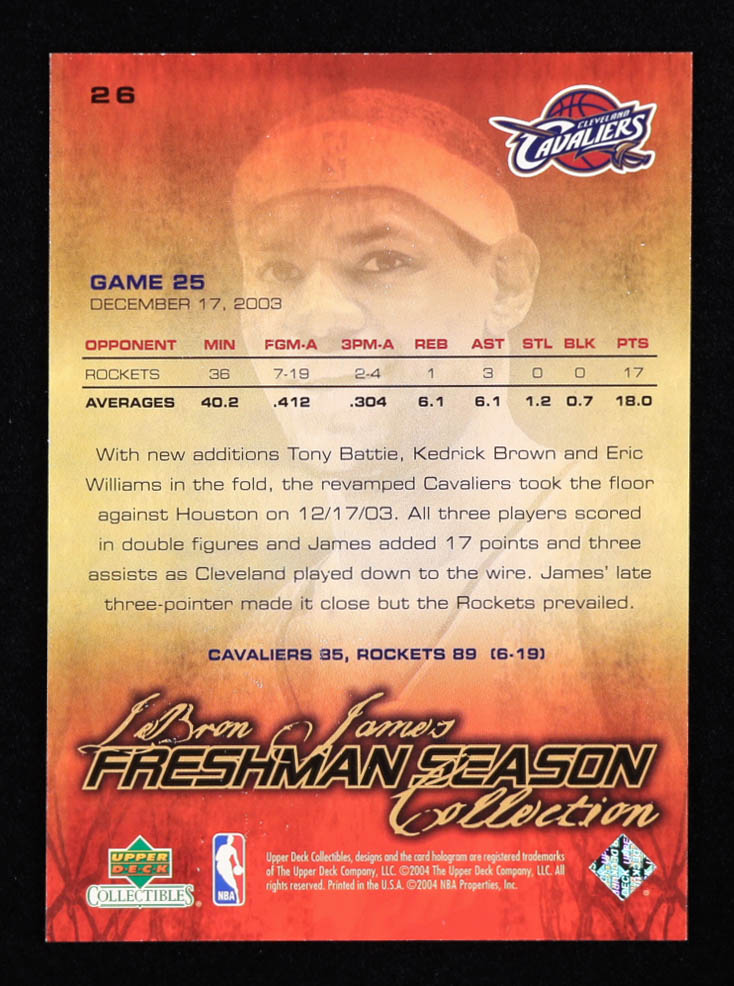 26
CLEVELAND
CAVALIERS
GAME 25
DECEMBER 17, 2003
OPPONENT MIN FGM-A 3PM-A REB AST STL BLK PTS
ROCKETS 36 7-19 2-4 1 3 0 0 17
AVERAGES 40.2 .412 .304 6.1 6.1 1.2 0.7 18.0
With new additions Tony Battie, Kedrick Brown and Eric
Williams in the fold, the revamped Cavaliers took the floor
against Houston on 12/17/03. All three players scored
in double figures and James added 17 points and three
assists as Cleveland played down to the wire. James' late
three-pointer made it close but the Rockets prevailed.
CAVALIERS 85, ROCKETS 89 (6-19)
LeBron James
FRESHMAN SEASON
Collection
UPPER
DECK
COLLECTIBLES
NBA
Upper Deck Collectibles, designs and the card hologram are registered trademarks
of The Upper Deck Company, LLC. ©2004 The Upper Deck Company, LLC. All
rights reserved. Printed in the U.S.A. ©2004 NBA Properties, Inc.